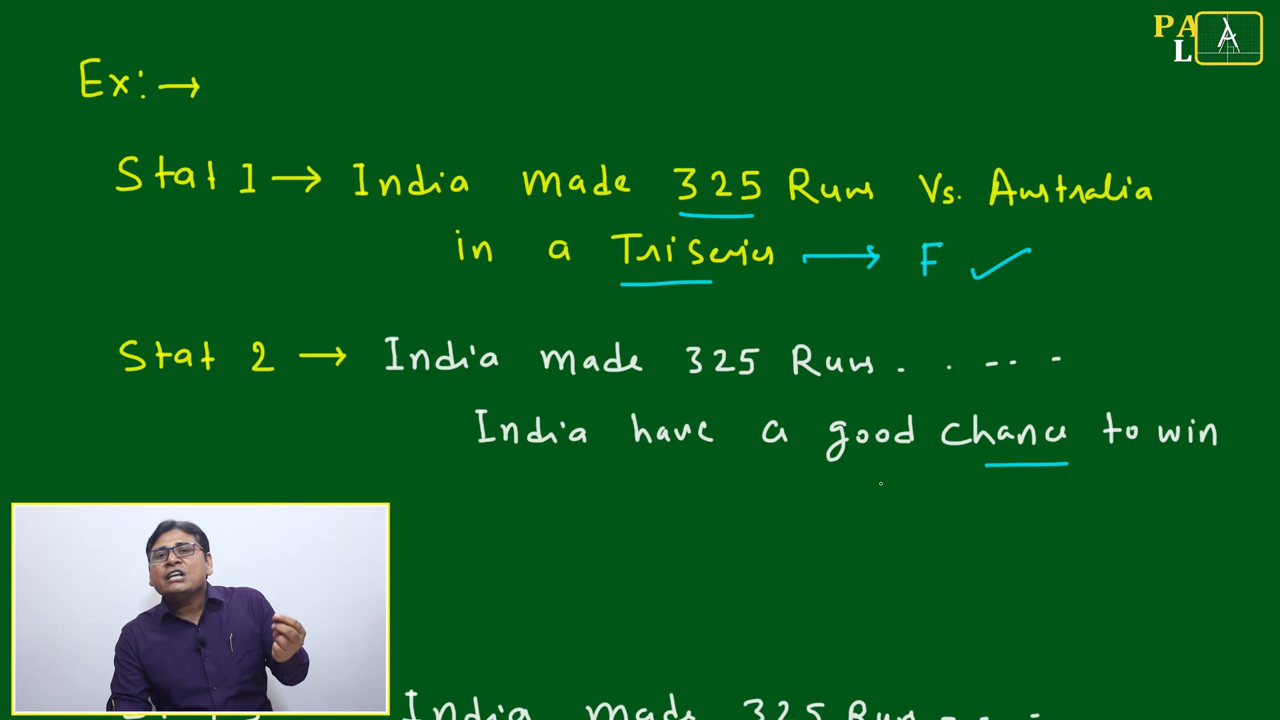 PA
L A
Ex:→
Stat 1 → India made 325 Runs Vs. Australia
in a Triseries → F ✓
Stat 2 → India made 325 Runs. . -- -
India have a good chance to win
India made 325 Runs -- . -